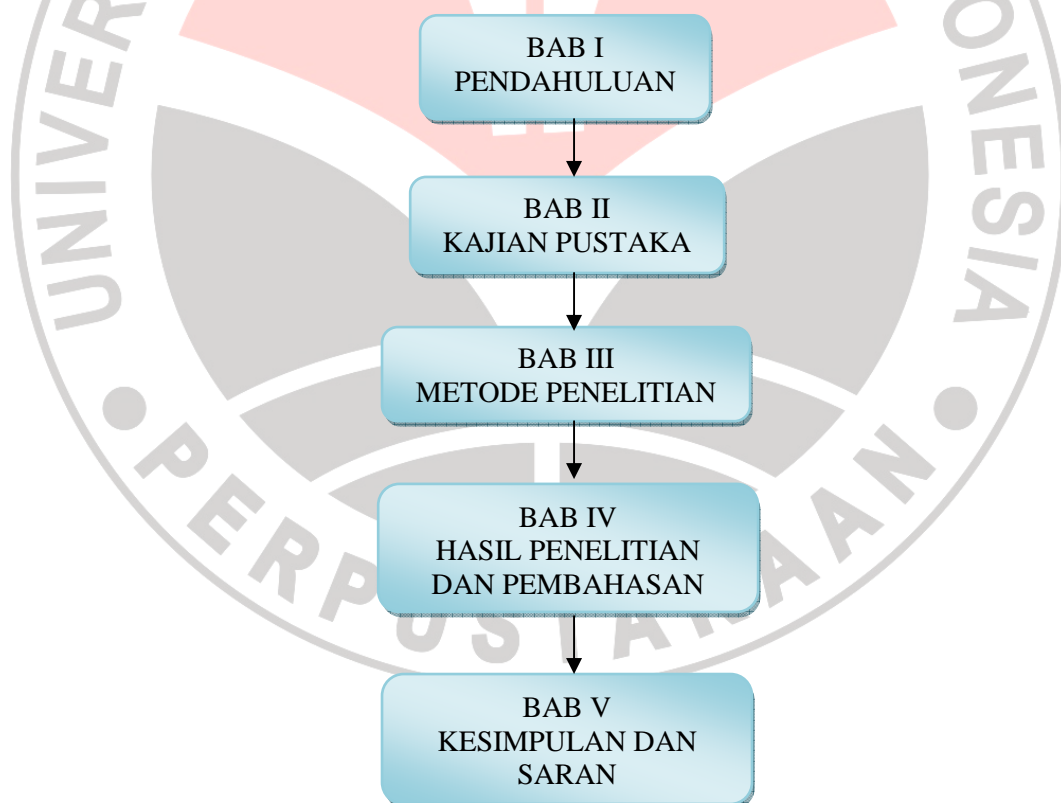 BAB I
PENDAHULUAN
BAB II
KAJIAN PUSTAKA
BAB III
METODE PENELITIAN
BAB IV
HASIL PENELITIAN
DAN PEMBAHASAN
BAB V
KESIMPULAN DAN
SARAN